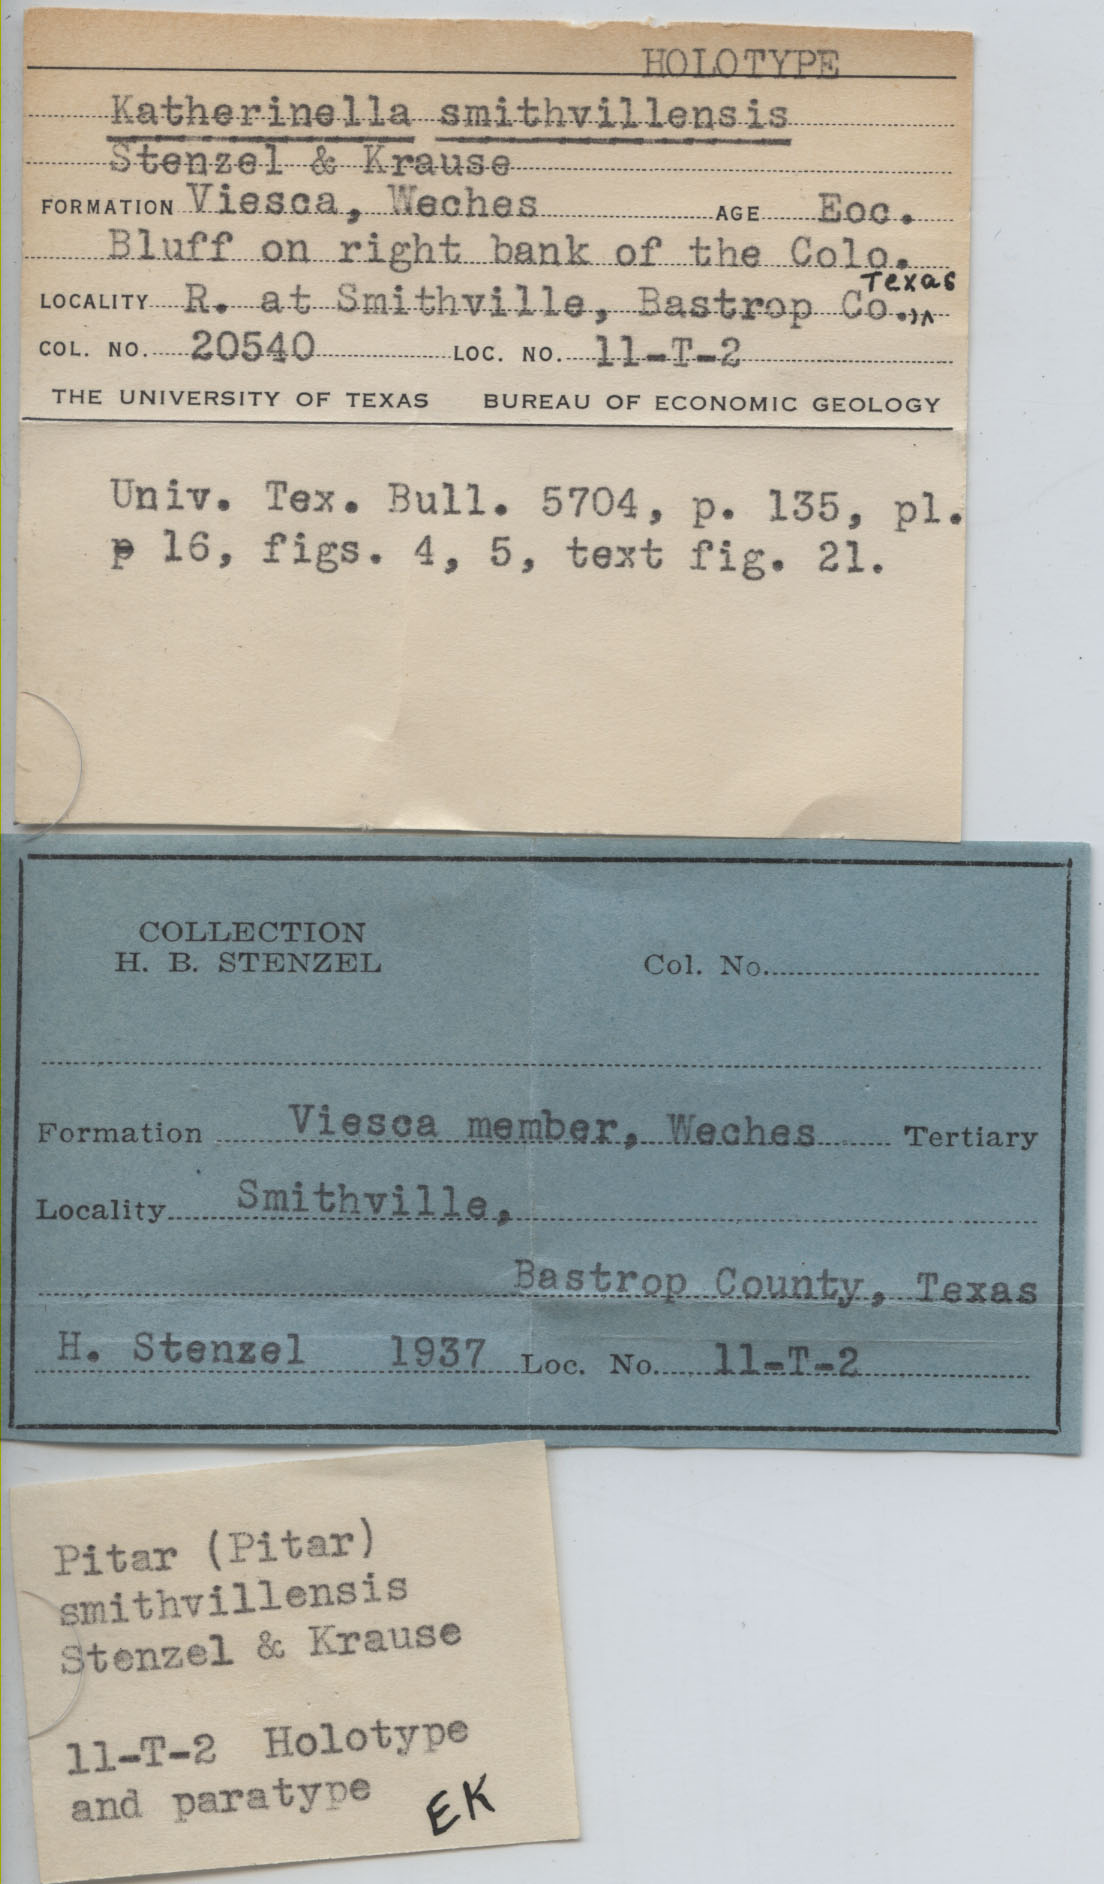 HOLOTYPE
Katherinella smithvillensis
Stenzel & Krause
FORMATION Viesca, Weches AGE Eoc.
Bluff on right bank of the Colo.
Texas
LOCALITY R. at Smithville, Bastrop Co.,^
COL. NO. 20540 LOC. NO. 11-T-2
THE UNIVERSITY OF TEXAS BUREAU OF ECONOMIC GEOLOGY
Univ. Tex. Bull. 5704, p. 135, pl.
p 16, figs. 4, 5, text fig. 21.
COLLECTION
H. B. STENZEL Col. No.
Formation Viesca member, Weches Tertiary
Locality Smithville,
Bastrop County, Texas
H. Stenzel 1937 Loc. No. 11-T-2
Pitar (Pitar)
smithvillensis
Stenzel & Krause
11-T-2 Holotype
and paratype
EK